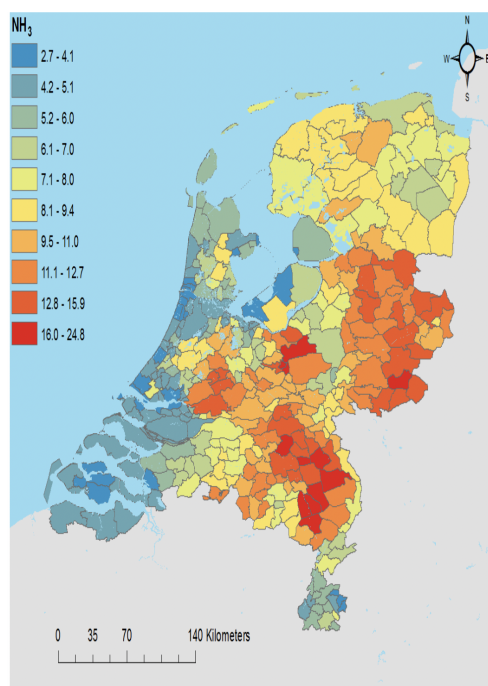 NH3
N
W E
S
2.7 - 4.1
4.2 - 5.1
5.2 - 6.0
6.1 - 7.0
7.1 - 8.0
8.1 - 9.4
9.5 - 11.0
11.1 - 12.7
12.8 - 15.9
16.0 - 24.8
0 35 70 140 Kilometers